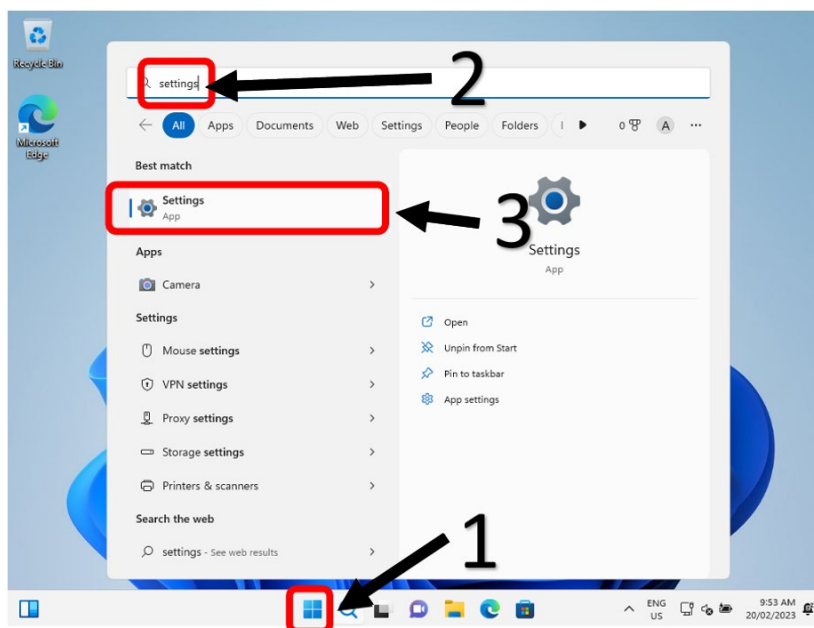 Recycle Bin
Microsoft
Edge
settings
2
All Apps Documents Web Settings People Folders 0 A ...
Best match
Settings
App
3
Settings
App
Apps
Camera
Settings
Mouse settings
VPN settings
Proxy settings
Storage settings
Printers & scanners
Search the web
settings - See web results
Open
Unpin from Start
Pin to taskbar
App settings
1
ENG
US
9:53 AM
20/02/2023